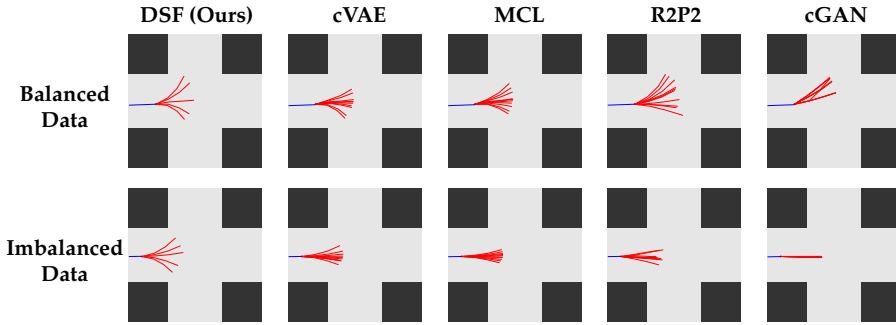 DSF (Ours) cVAE MCL R2P2 cGAN
Balanced
Data
Imbalanced
Data